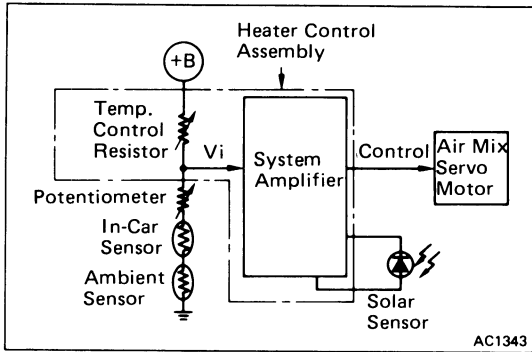 Heater Control
Assembly
+B
Temp.
Control
Resistor
Vi
System
Amplifier
Control
Air Mix
Servo
Motor
Potentiometer
In-Car
Sensor
Ambient
Sensor
Solar
Sensor
AC1343